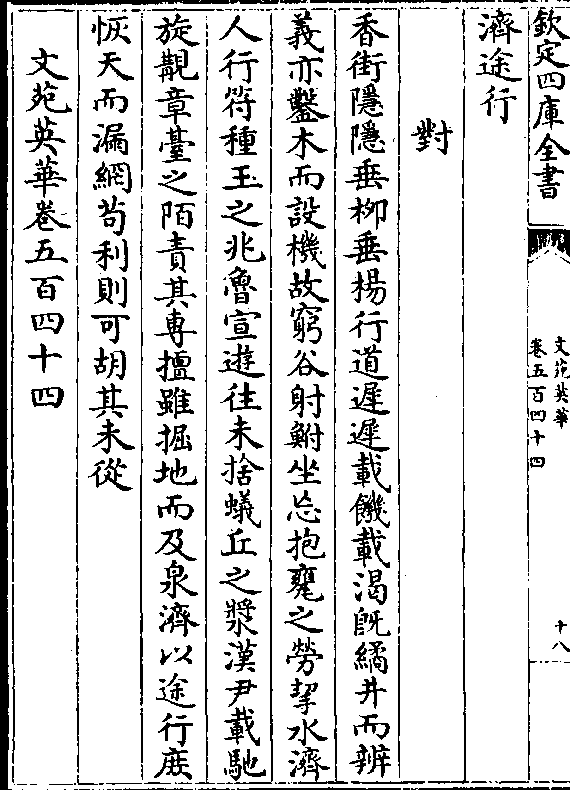 欽定四庫全書
文苑英華
卷五百四十四
十八
濟途行
對
香街隱隱垂柳垂楊行道遲遲載饑載渴既繘井而辨
義亦鑿木而設機故窮谷射鮒坐忘抱甕之勞挈水濟
人行符種玉之兆魯宣遊往未捨蟻丘之漿漢尹載馳
旋覩章臺之陌責其專擅雖掘地而及泉濟以途行庻
恢天而漏網苟利則可胡其未從
文苑英華卷五百四十四